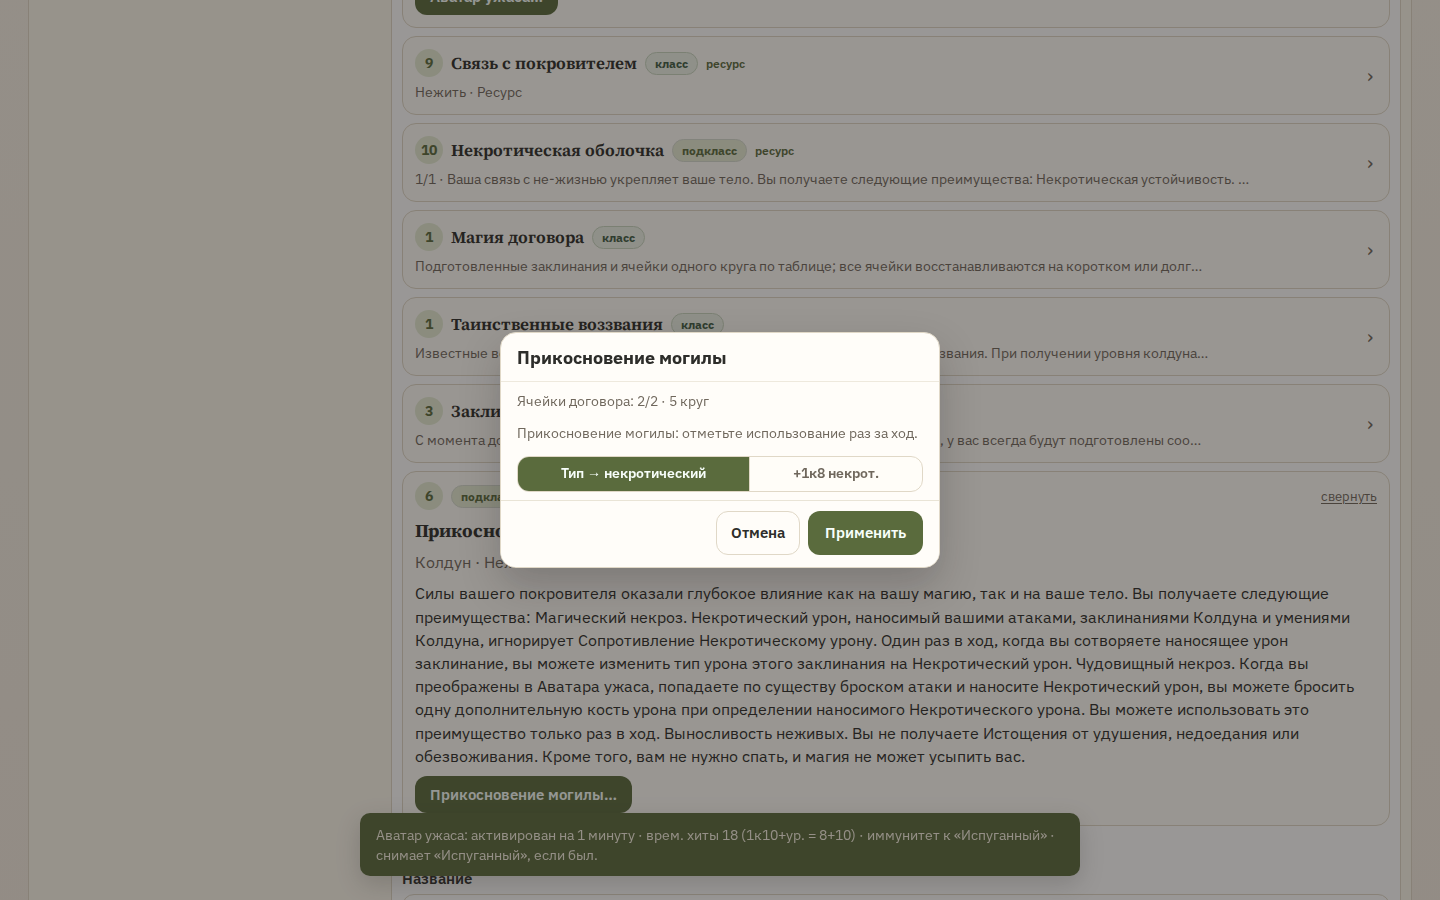 Аватар ужаса...
9 Связь с покровителем класс ресурс
Нежить · Ресурс
›
10 Некротическая оболочка подкласс ресурс
1/1 · Ваша связь с не-жизнью укрепляет ваше тело. Вы получаете следующие преимущества: Некротическая устойчивость. ...
›
1 Магия договора класс
Подготовленные заклинания и ячейки одного круга по таблице; все ячейки восстанавливаются на коротком или долг...
›
1 Таинственные воззвания класс
Известные в звания. При получении уровня колдуна...
›
3 Закли
С момента до , у вас всегда будут подготовлены соо...
›
6 подкла свернуть
Прикосно
Колдун · Неж
Прикосновение могилы
Ячейки договора: 2/2 · 5 круг
Прикосновение могилы: отметьте использование раз за ход.
Тип → некротический +1к8 некрот.
Отмена Применить
Силы вашего покровителя оказали глубокое влияние как на вашу магию, так и на ваше тело. Вы получаете следующие
преимущества: Магический некроз. Некротический урон, наносимый вашими атаками, заклинаниями Колдуна и умениями
Колдуна, игнорирует Сопротивление Некротическому урону. Один раз в ход, когда вы сотворяете наносящее урон
заклинание, вы можете изменить тип урона этого заклинания на Некротический урон. Чудовищный некроз. Когда вы
преображены в Аватара ужаса, попадаете по существу броском атаки и наносите Некротический урон, вы можете бросить
одну дополнительную кость урона при определении наносимого Некротического урона. Вы можете использовать это
преимущество только раз в ход. Выносливость неживых. Вы не получаете Истощения от удушения, недоедания или
обезвоживания. Кроме того, вам не нужно спать, и магия не может усыпить вас.
Прикосновение могилы...
Аватар ужаса: активирован на 1 минуту · врем. хиты 18 (1к10+ур. = 8+10) · иммунитет к «Испуганный» ·
снимает «Испуганный», если был.
Название